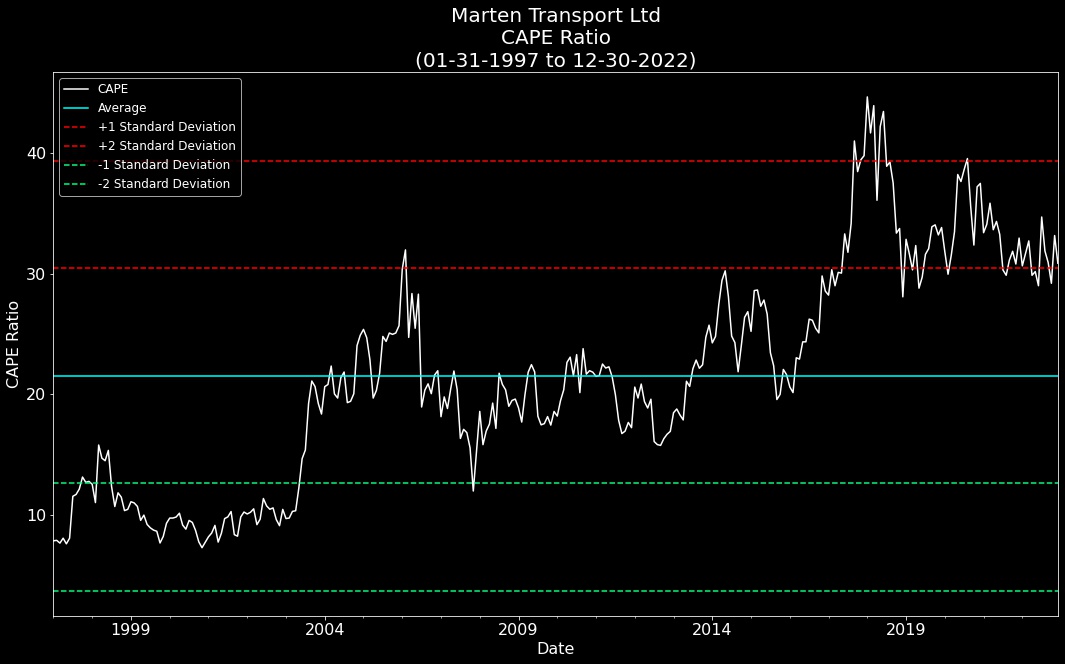 Marten Transport Ltd
CAPE Ratio
(01-31-1997 to 12-30-2022)
CAPE
Average
+1 Standard Deviation
+2 Standard Deviation
-1 Standard Deviation
-2 Standard Deviation
CAPE Ratio
40
30
20
10
1999
2004
2009
2014
2019
Date